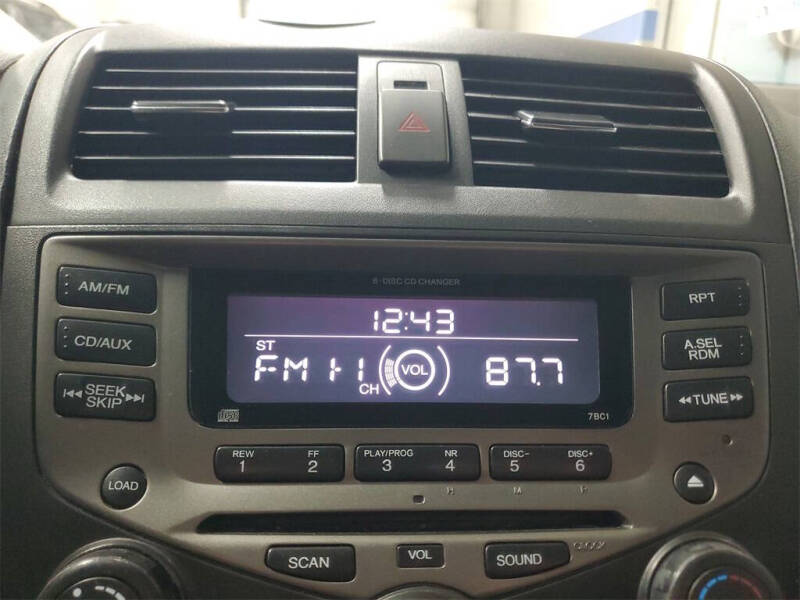 6-DISC CD CHANGER
AM/FM
RPT
12:43
ST
CD/AUX
FM1-1 VOL 87.7
CH
A.SEL
RDM
SEEK
SKIP
TUNE
7BC1
REW
1
FF
2
PLAY/PROG
3
NR
4
DISC-
5
DISC+
6
LOAD
H
M
R
SCAN
VOL
SOUND
CLOCK